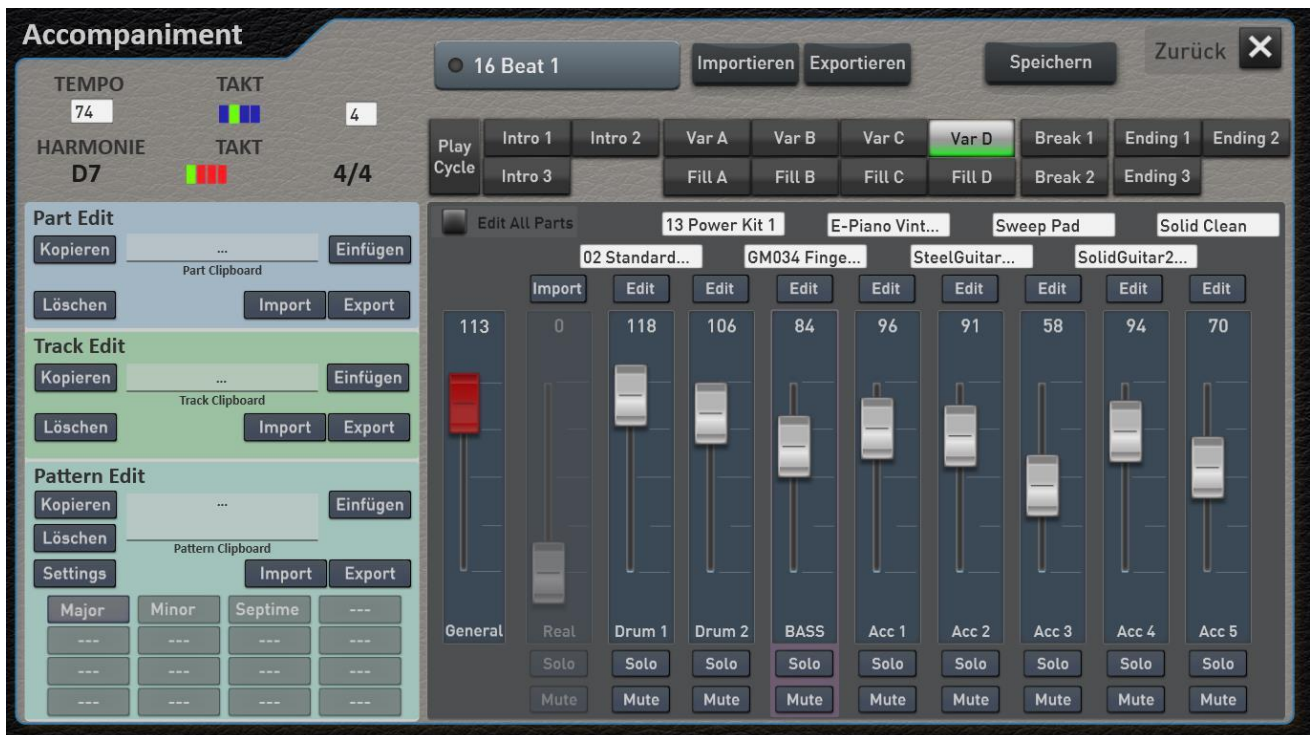 Accompaniment
16 Beat 1
Importieren
Exportieren
Speichern
Zurück
TEMPO TAKT
74 4
HARMONIE TAKT
D7 4/4
Play Cycle
Intro 1 Intro 2 Var A Var B Var C Var D Break 1 Ending 1 Ending 2
Intro 3 Fill A Fill B Fill C Fill D Break 2 Ending 3
Part Edit
Kopieren ... Einfügen
Part Clipboard
Löschen Import Export
Track Edit
Kopieren ... Einfügen
Track Clipboard
Löschen Import Export
Pattern Edit
Kopieren ... Einfügen
Löschen
Pattern Clipboard
Settings Import Export
Major Minor Septime ---
--- --- --- ---
--- --- --- ---
--- --- --- ---
Edit All Parts 13 Power Kit 1 E-Piano Vint... Sweep Pad Solid Clean
02 Standard... GM034 Finge... SteelGuitar... SolidGuitar2...
Import Edit Edit Edit Edit Edit Edit Edit Edit
113 0 118 106 84 96 91 58 94 70
General Real Drum 1 Drum 2 BASS Acc 1 Acc 2 Acc 3 Acc 4 Acc 5
Solo Solo Solo Solo Solo Solo Solo Solo Solo
Mute Mute Mute Mute Mute Mute Mute Mute Mute